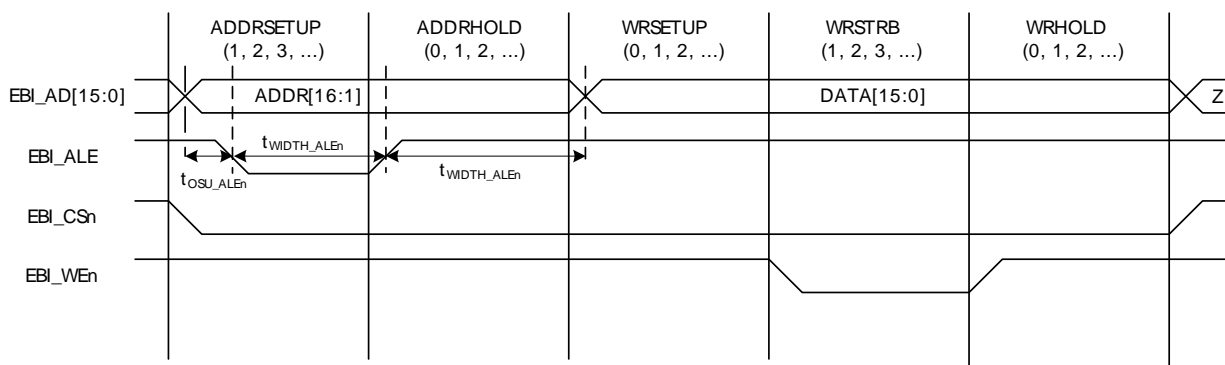 ADDRSETUP ADDRHOLD WRSETUP WRSTRB WRHOLD
(1, 2, 3, ...) (0, 1, 2, ...) (0, 1, 2, ...) (1, 2, 3, ...) (0, 1, 2, ...)
EBI_AD[15:0] ADDR[16:1] DATA[15:0] Z
EBI_ALE tWIDTH_ALEn
tOSU_ALEn tWIDTH_ALEn
EBI_CSn
EBI_WEn